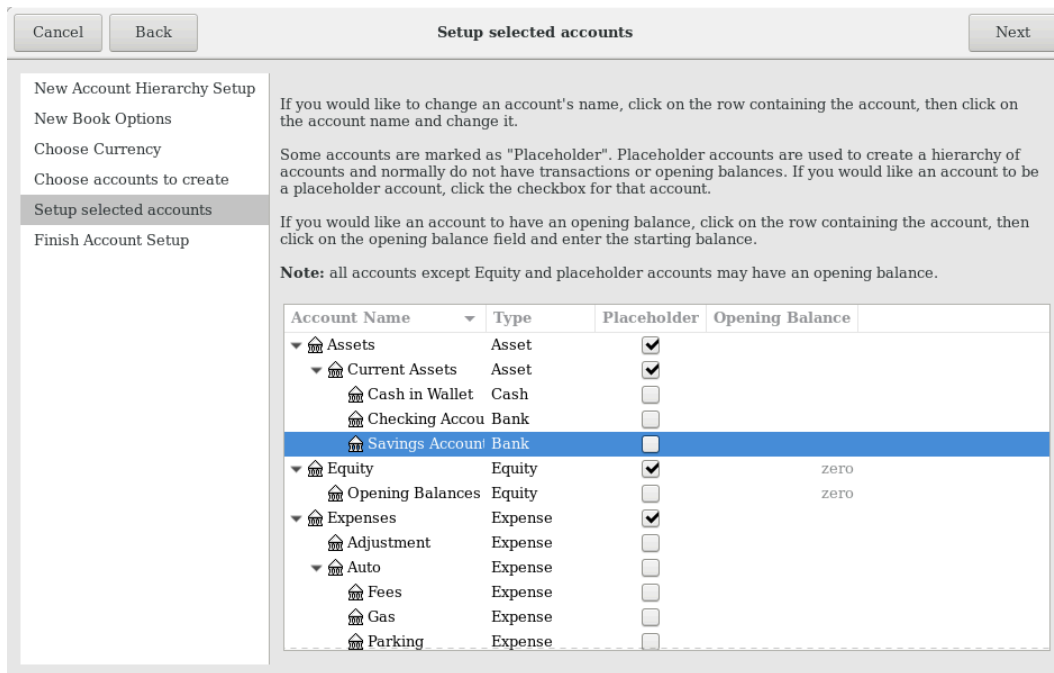 Cancel Back Setup selected accounts Next
New Account Hierarchy Setup
New Book Options
Choose Currency
Choose accounts to create
Setup selected accounts
Finish Account Setup
If you would like to change an account's name, click on the row containing the account, then click on
the account name and change it.
Some accounts are marked as "Placeholder". Placeholder accounts are used to create a hierarchy of
accounts and normally do not have transactions or opening balances. If you would like an account to be
a placeholder account, click the checkbox for that account.
If you would like an account to have an opening balance, click on the row containing the account, then
click on the opening balance field and enter the starting balance.
Note: all accounts except Equity and placeholder accounts may have an opening balance.
Account Name Type Placeholder Opening Balance
Assets Asset
Current Assets Asset
Cash in Wallet Cash
Checking Accou Bank
Savings Account Bank
Equity Equity zero
Opening Balances Equity zero
Expenses Expense
Adjustment Expense
Auto Expense
Fees Expense
Gas Expense
Parking Expense